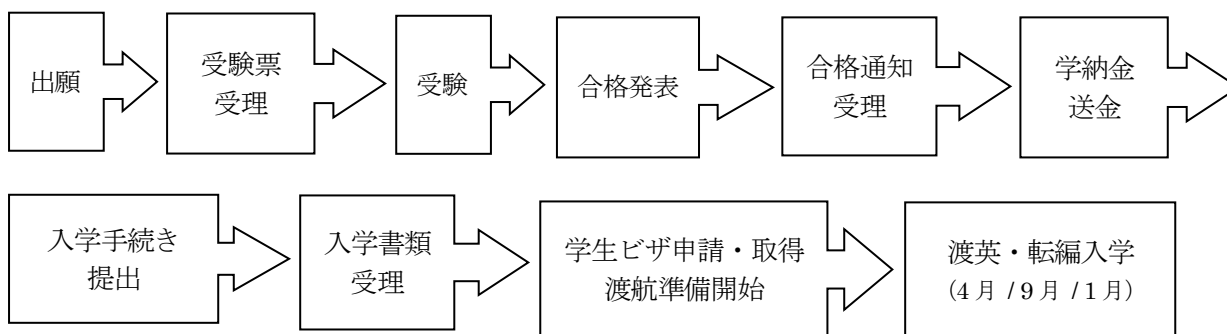 出願
受験票
受理
受験
合格発表
合格通知
受理
学納金
送金
入学手続き
提出
入学書類
受理
学生ビザ申請・取得
渡航準備開始
渡英・転編入学
(4月 / 9月 / 1月)